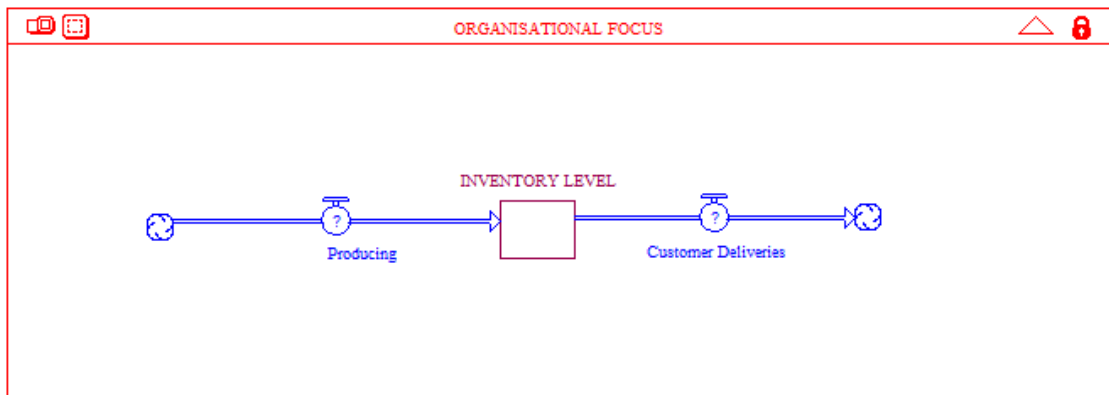 ORGANISATIONAL FOCUS
INVENTORY LEVEL
?
?
Producing
Customer Deliveries